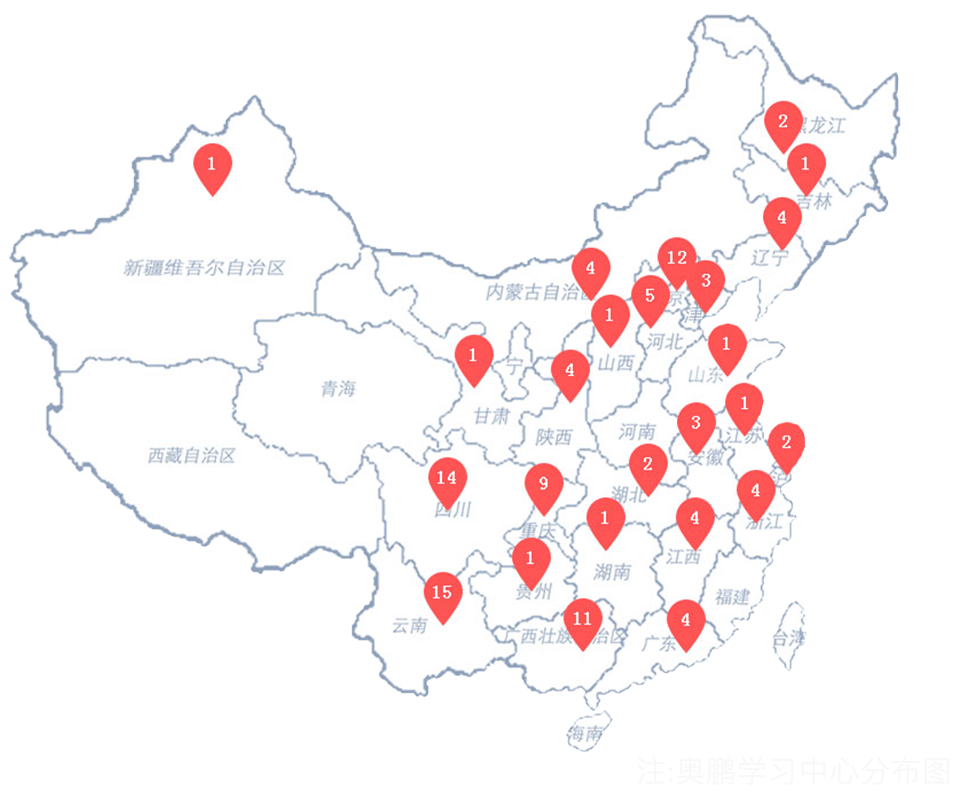 2
黑龙江
1
1
吉林
4
辽宁
新疆维吾尔自治区
4
12
3
内蒙古自治区
5
京
津
1
河北
山西
1
1
山东
宁
4
青海
1
甘肃
3
河南
江苏
陕西
2
安徽
西藏自治区
2
14
9
4
湖北
四川
1
4
浙江
重庆
1
江西
湖南
贵州
15
福建
11
4
云南
广西壮族自治区
广东
台湾
海南
注:奥鹏学习中心分布图